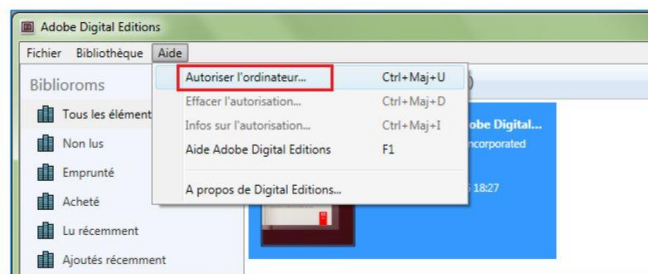 Adobe Digital Editions
Fichier Bibliothèque Aide
Biblioroms
Tous les élément
Non lus
Emprunté
Acheté
Lu récemment
Ajoutés récemment
Autoriser l'ordinateur... Ctrl+Maj+U
Effacer l'autorisation... Ctrl+Maj+D
Infos sur l'autorisation... Ctrl+Maj+I
Aide Adobe Digital Editions F1
A propos de Digital Editions...
obe Digital...
ncorporated
18:27